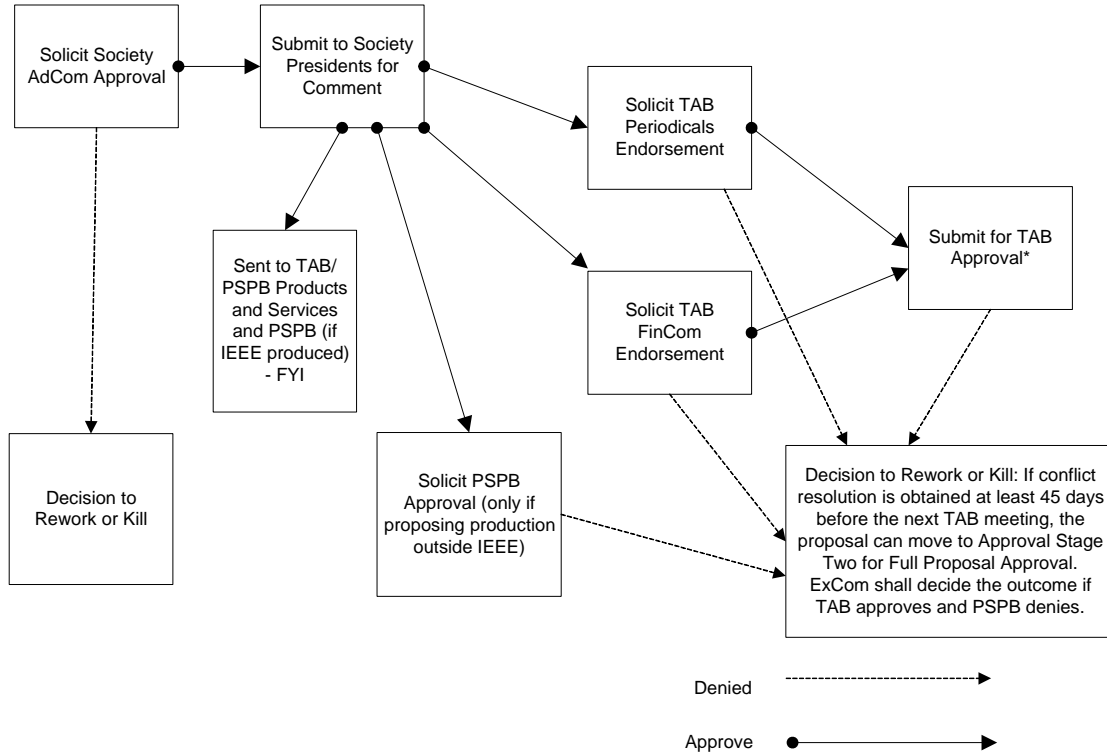 Solicit Society
AdCom Approval
Submit to Society
Presidents for
Comment
Solicit TAB
Periodicals
Endorsement
Submit for TAB
Approval*
Sent to TAB/
PSPB Products
and Services
and PSPB (if
IEEE produced)
- FYI
Solicit TAB
FinCom
Endorsement
Decision to
Rework or Kill
Solicit PSPB
Approval (only if
proposing production
outside IEEE)
Decision to Rework or Kill: If conflict
resolution is obtained at least 45 days
before the next TAB meeting, the
proposal can move to Approval Stage
Two for Full Proposal Approval.
ExCom shall decide the outcome if
TAB approves and PSPB denies.
Denied
Approve